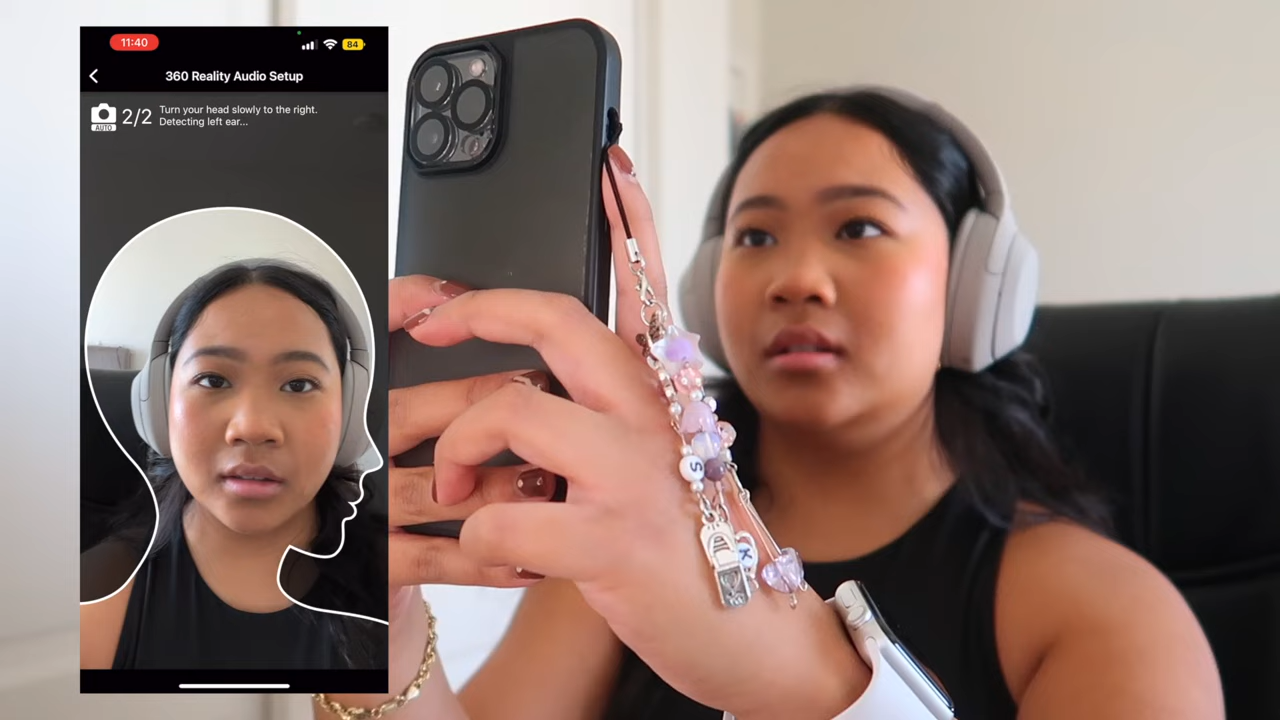 11:40
84
360 Reality Audio Setup
AUTO
2/2
Turn your head slowly to the right.
Detecting left ear...
S
K